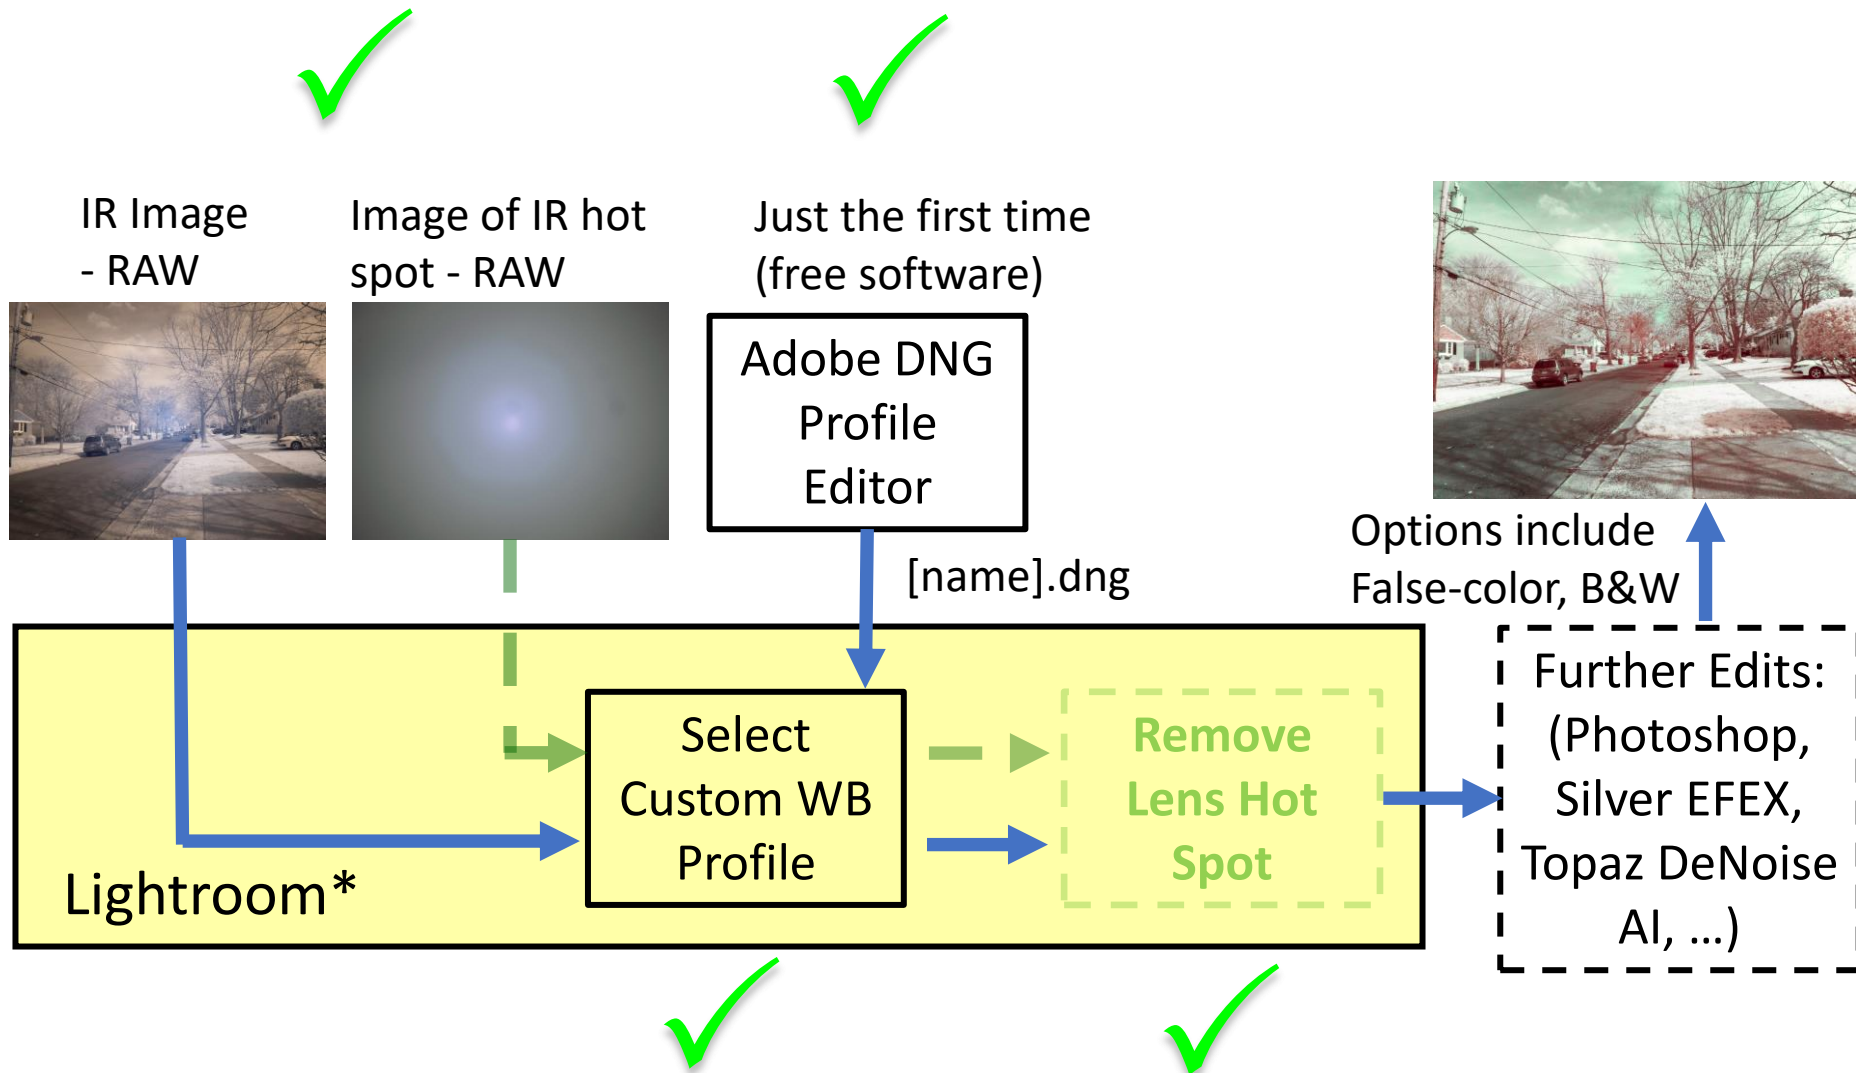 IR Image
- RAW
Image of IR hot
spot - RAW
Just the first time
(free software)
Adobe DNG
Profile
Editor
[name].dng
Options include
False-color, B&W
Select
Custom WB
Profile
Remove
Lens Hot
Spot
Lightroom*
Further Edits:
(Photoshop,
Silver EFEX,
Topaz DeNoise
AI, …)